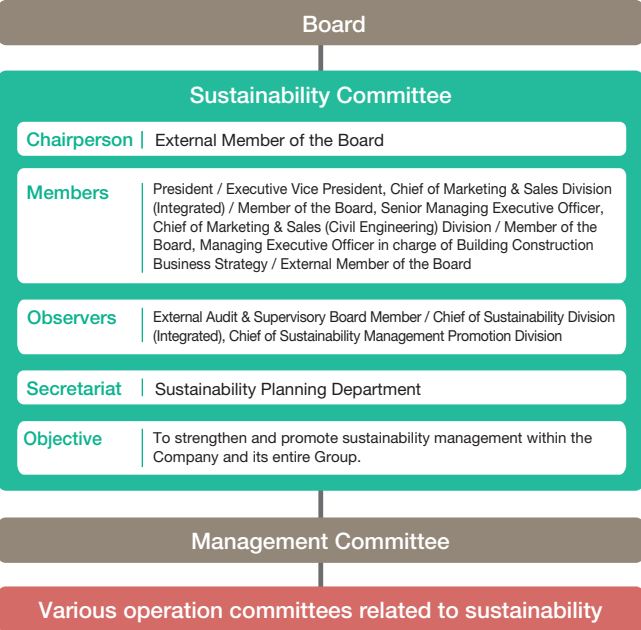 Board
Sustainability Committee
Chairperson External Member of the Board
Members
President / Executive Vice President, Chief of Marketing & Sales Division
(Integrated) / Member of the Board, Senior Managing Executive Officer,
Chief of Marketing & Sales (Civil Engineering) Division / Member of the
Board, Managing Executive Officer in charge of Building Construction
Business Strategy / External Member of the Board
Observers
External Audit & Supervisory Board Member / Chief of Sustainability Division
(Integrated), Chief of Sustainability Management Promotion Division
Secretariat Sustainability Planning Department
Objective
To strengthen and promote sustainability management within the
Company and its entire Group.
Management Committee
Various operation committees related to sustainability